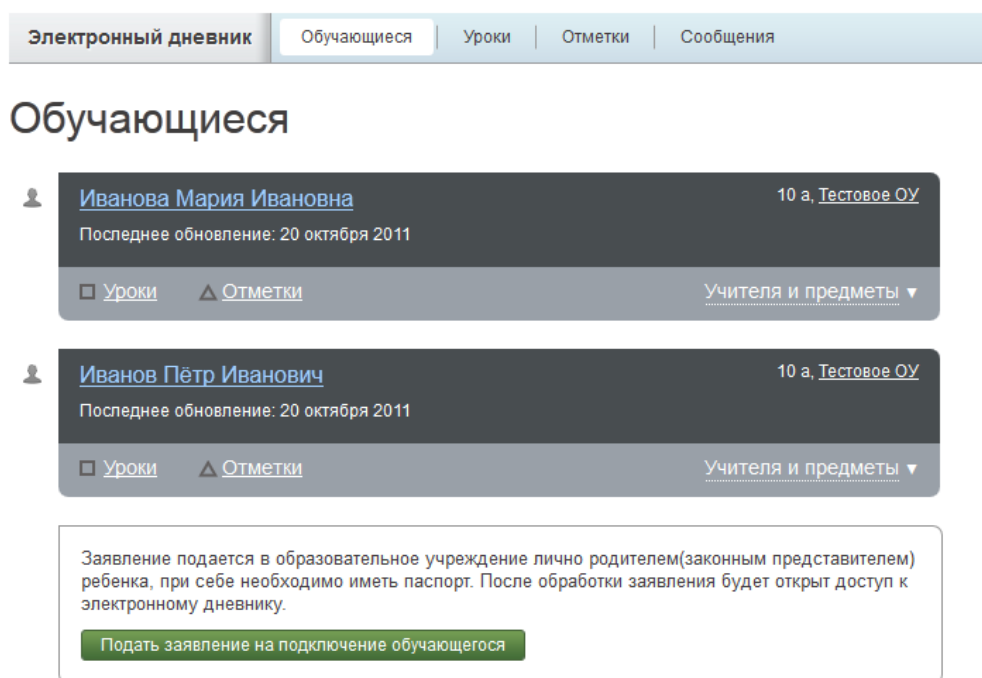 Электронный дневник Обучающиеся Уроки Отметки Сообщения
Обучающиеся
Иванова Мария Ивановна 10 а, Тестовое ОУ
Последнее обновление: 20 октября 2011
Уроки Отметки Учителя и предметы ▼
Иванов Пётр Иванович 10 а, Тестовое ОУ
Последнее обновление: 20 октября 2011
Уроки Отметки Учителя и предметы ▼
Заявление подается в образовательное учреждение лично родителем(законным представителем)
ребенка, при себе необходимо иметь паспорт. После обработки заявления будет открыт доступ к
электронному дневнику.
Подать заявление на подключение обучающегося